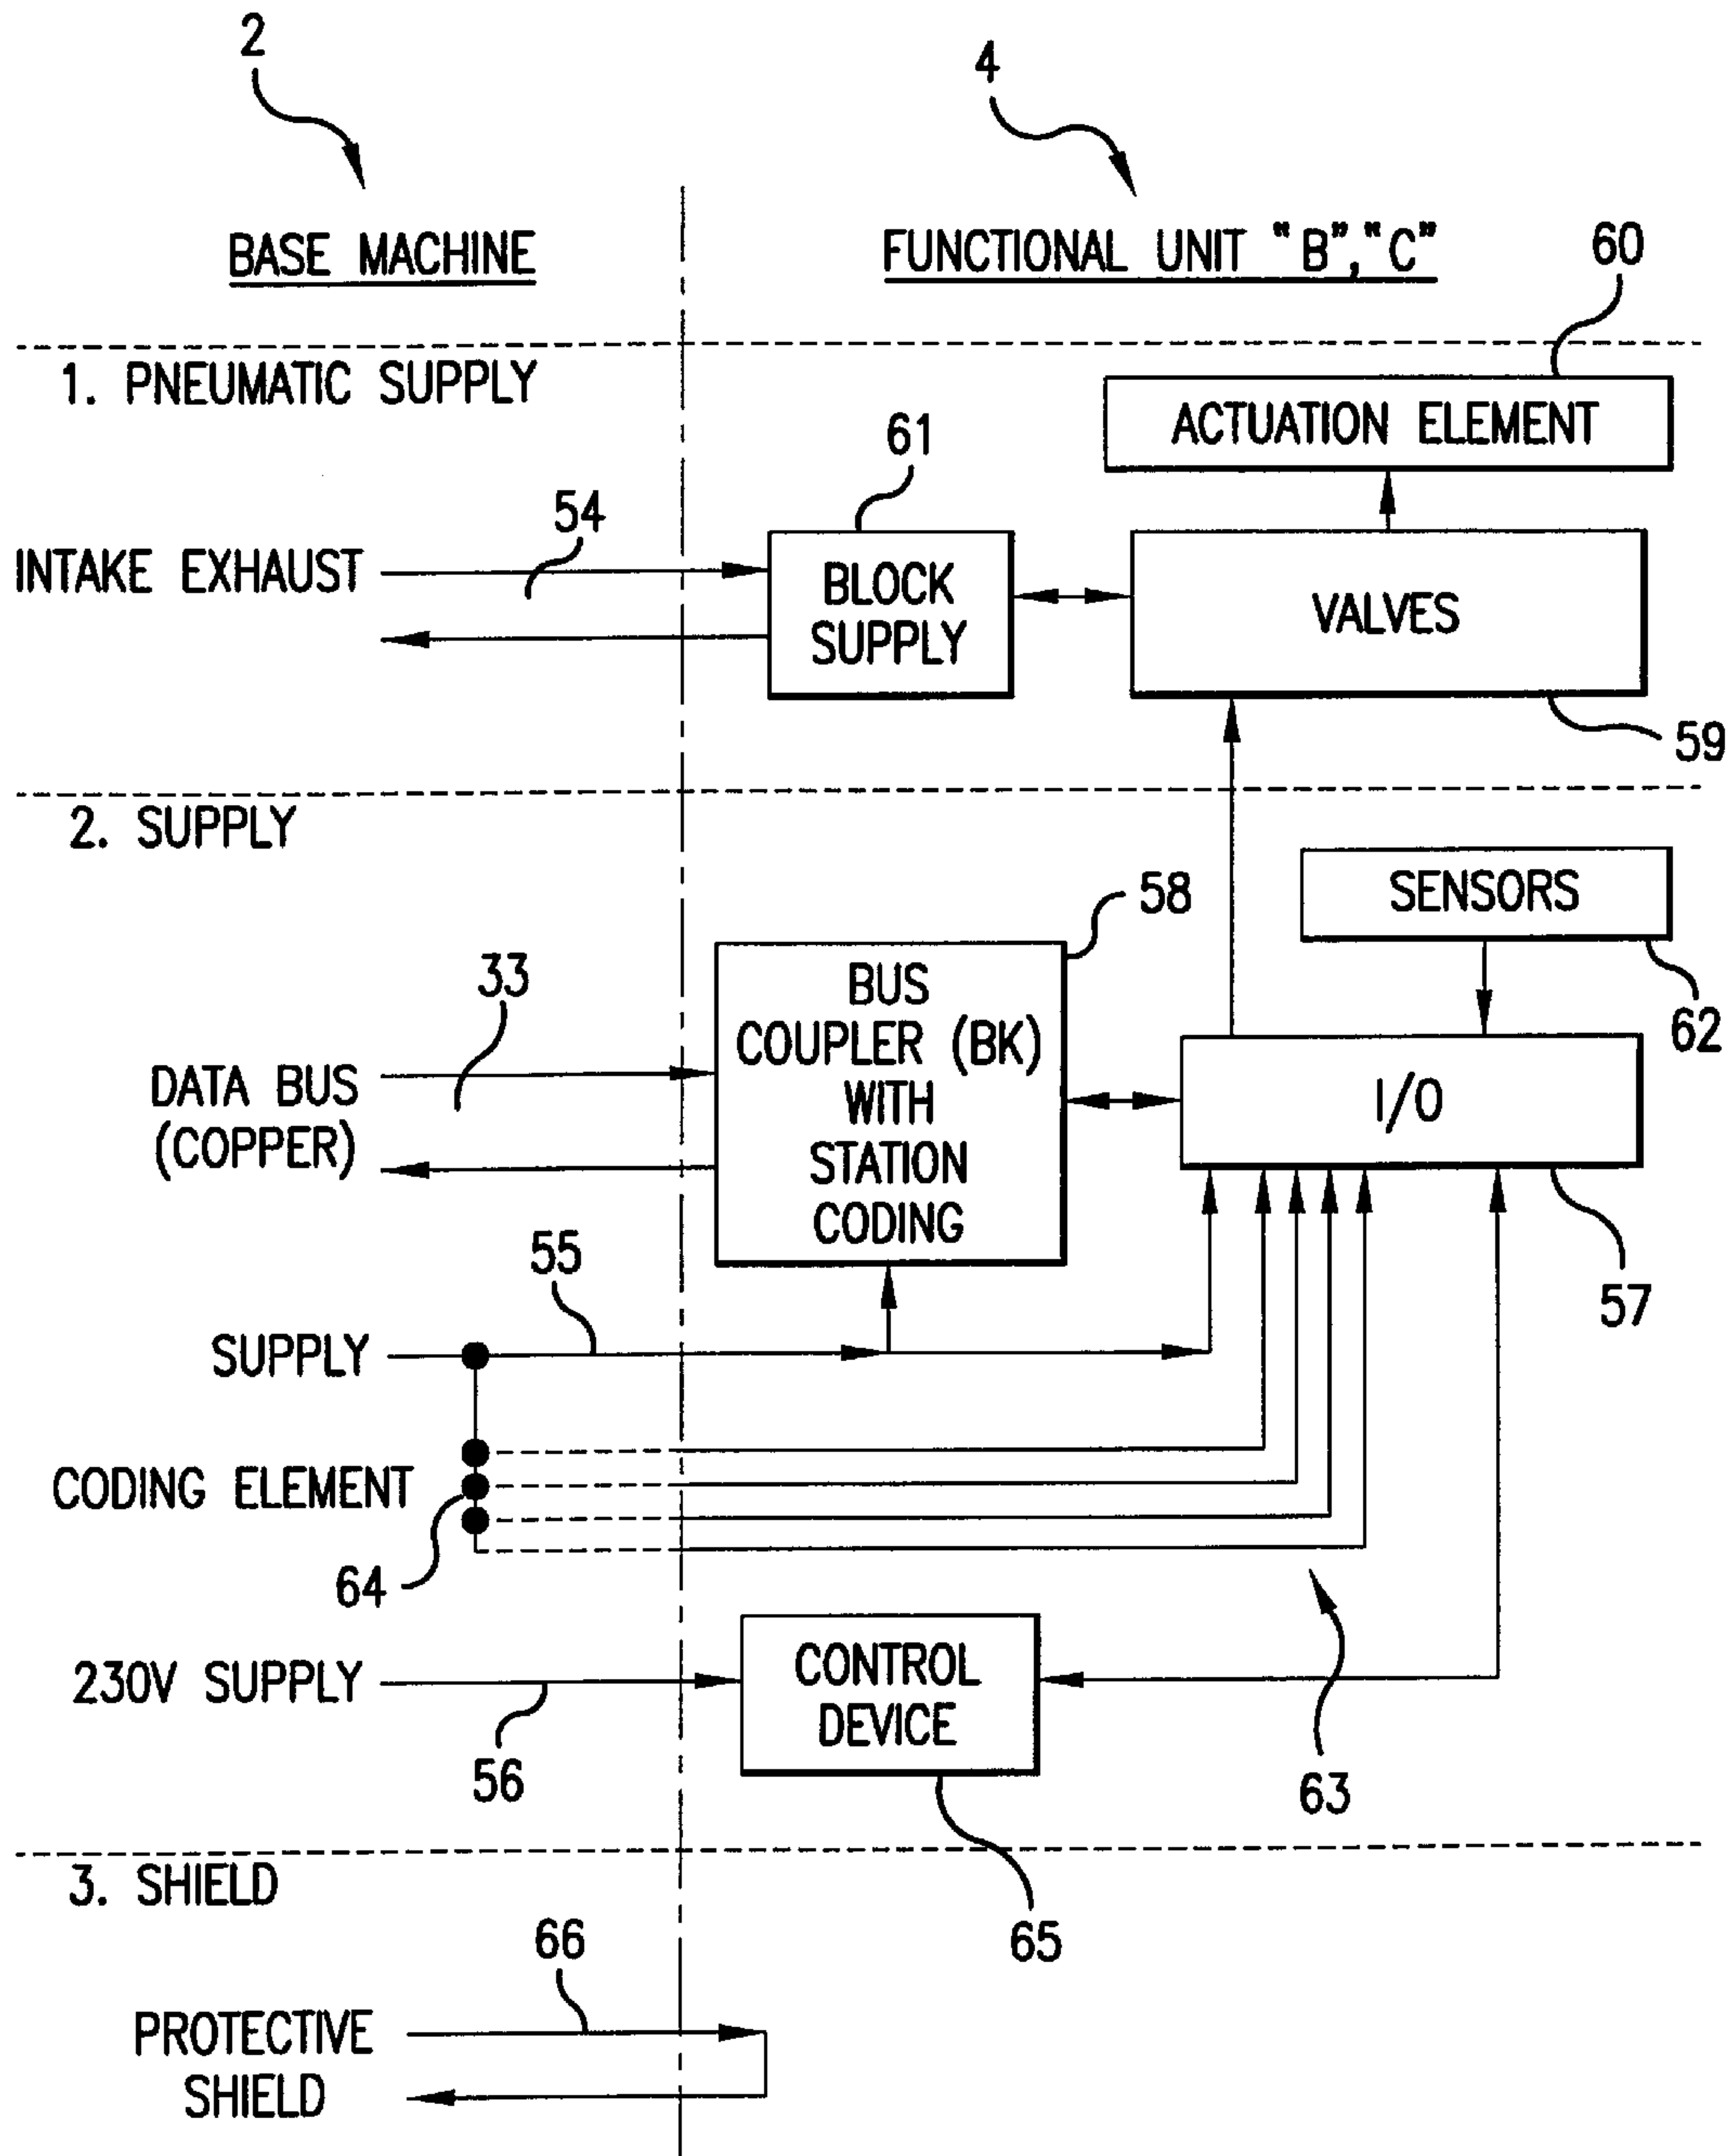 2
4
BASE MACHINE
FUNCTIONAL UNIT "B","C"
60
1. PNEUMATIC SUPPLY
ACTUATION ELEMENT
61
54
INTAKE EXHAUST
BLOCK
SUPPLY
VALVES
59
2. SUPPLY
SENSORS
58
62
33
DATA BUS
(COPPER)
BUS
COUPLER (BK)
WITH
STATION
CODING
I/O
57
55
SUPPLY
CODING ELEMENT
64
63
230V SUPPLY
56
CONTROL
DEVICE
65
3. SHIELD
66
PROTECTIVE
SHIELD